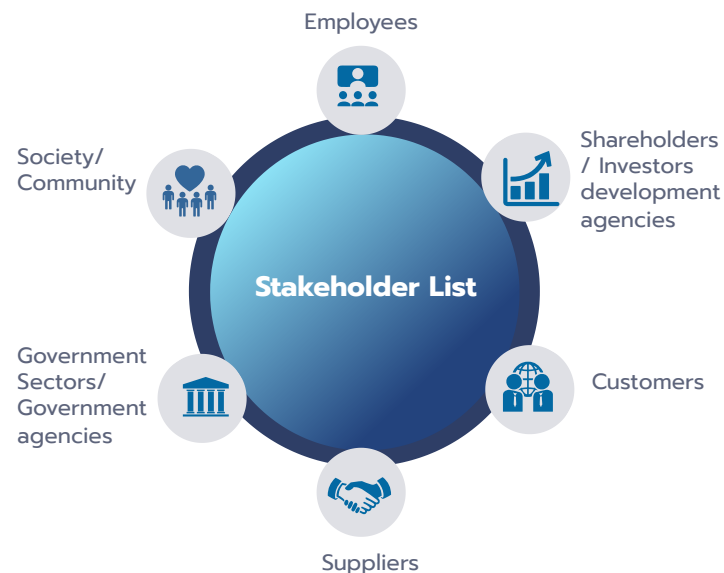 Employees
Shareholders
/ Investors
development
agencies
Society/
Community
Stakeholder List
Government
Sectors/
Government
agencies
Customers
Suppliers